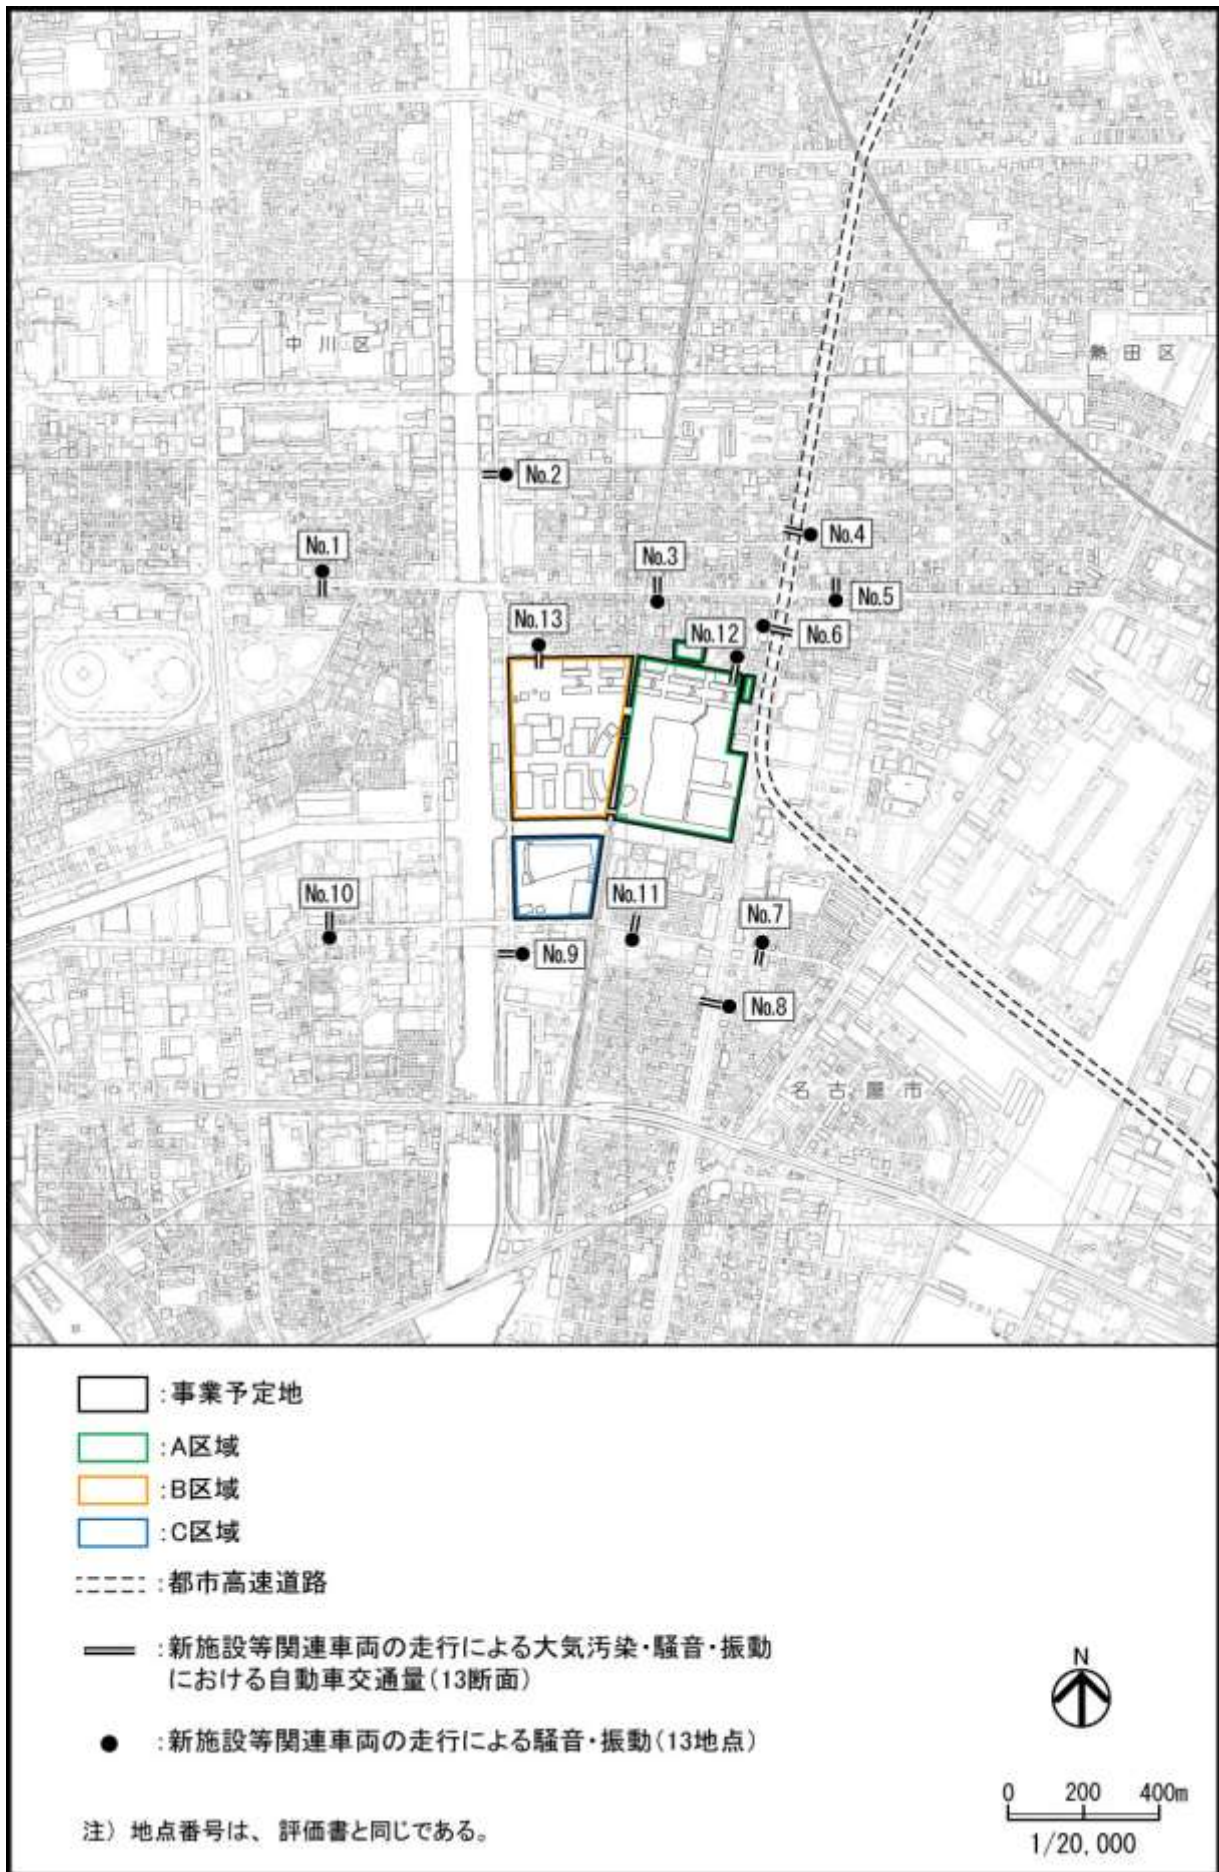 中川区
熱田区
No.2
No.4
No.1
No.3
No.5
No.13
No.12
No.6
No.10
No.11
No.7
No.9
No.8
名古屋市
:事業予定地
:A区域
:B区域
:C区域
:都市高速道路
:新施設等関連車両の走行による大気汚染・騒音・振動
における自動車交通量(13断面)
:新施設等関連車両の走行による騒音・振動(13地点)
N
0 200 400m
1/20,000
注) 地点番号は、評価書と同じである。